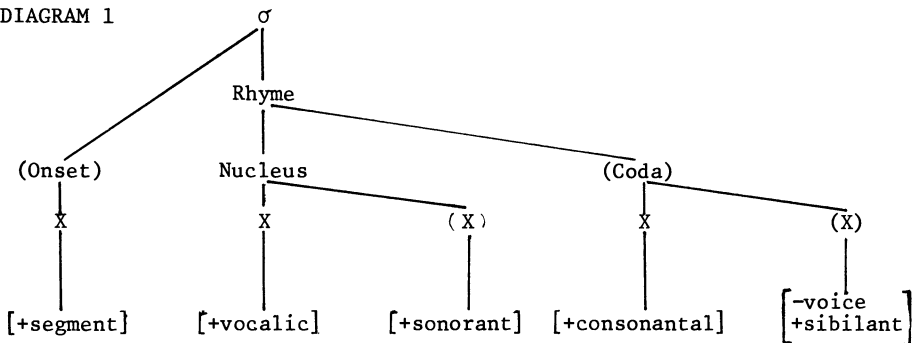 DIAGRAM 1
σ
Rhyme
(Onset) Nucleus (Coda)
X X (X) X (X)
[+segment] [+vocalic] [+sonorant] [+consonantal] [-voice
+sibilant]